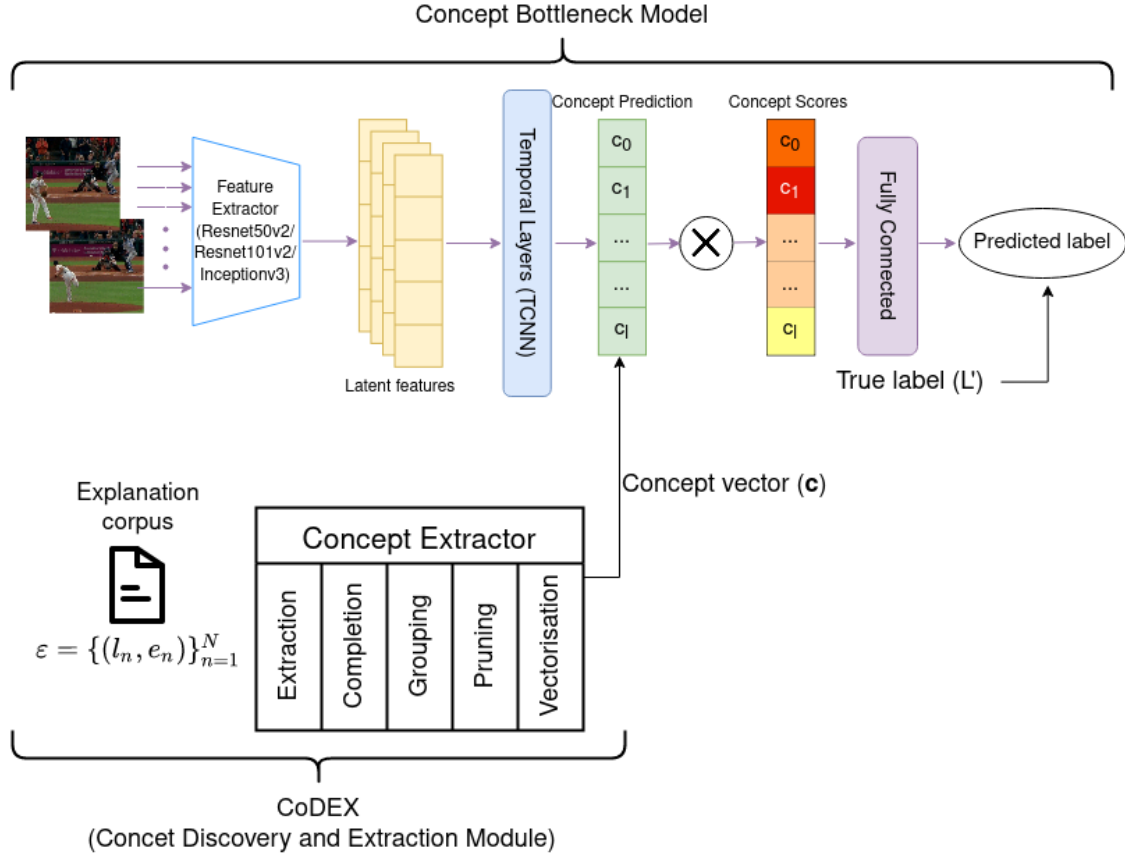 Concept Bottleneck Model
Feature
Extractor
(Resnet50v2/
Resnet101v2/
Inceptionv3)
Latent features
Temporal Layers (TCNN)
Concept Prediction
c0
c1
...
...
cl
Concept Scores
c0
c1
...
...
cl
Fully Connected
Predicted label
True label (L')
Concept vector (c)
Explanation
corpus
ε = {(l_n, e_n)}_{n=1}^N
Concept Extractor
Extraction
Completion
Grouping
Pruning
Vectorisation
CoDEX
(Concet Discovery and Extraction Module)